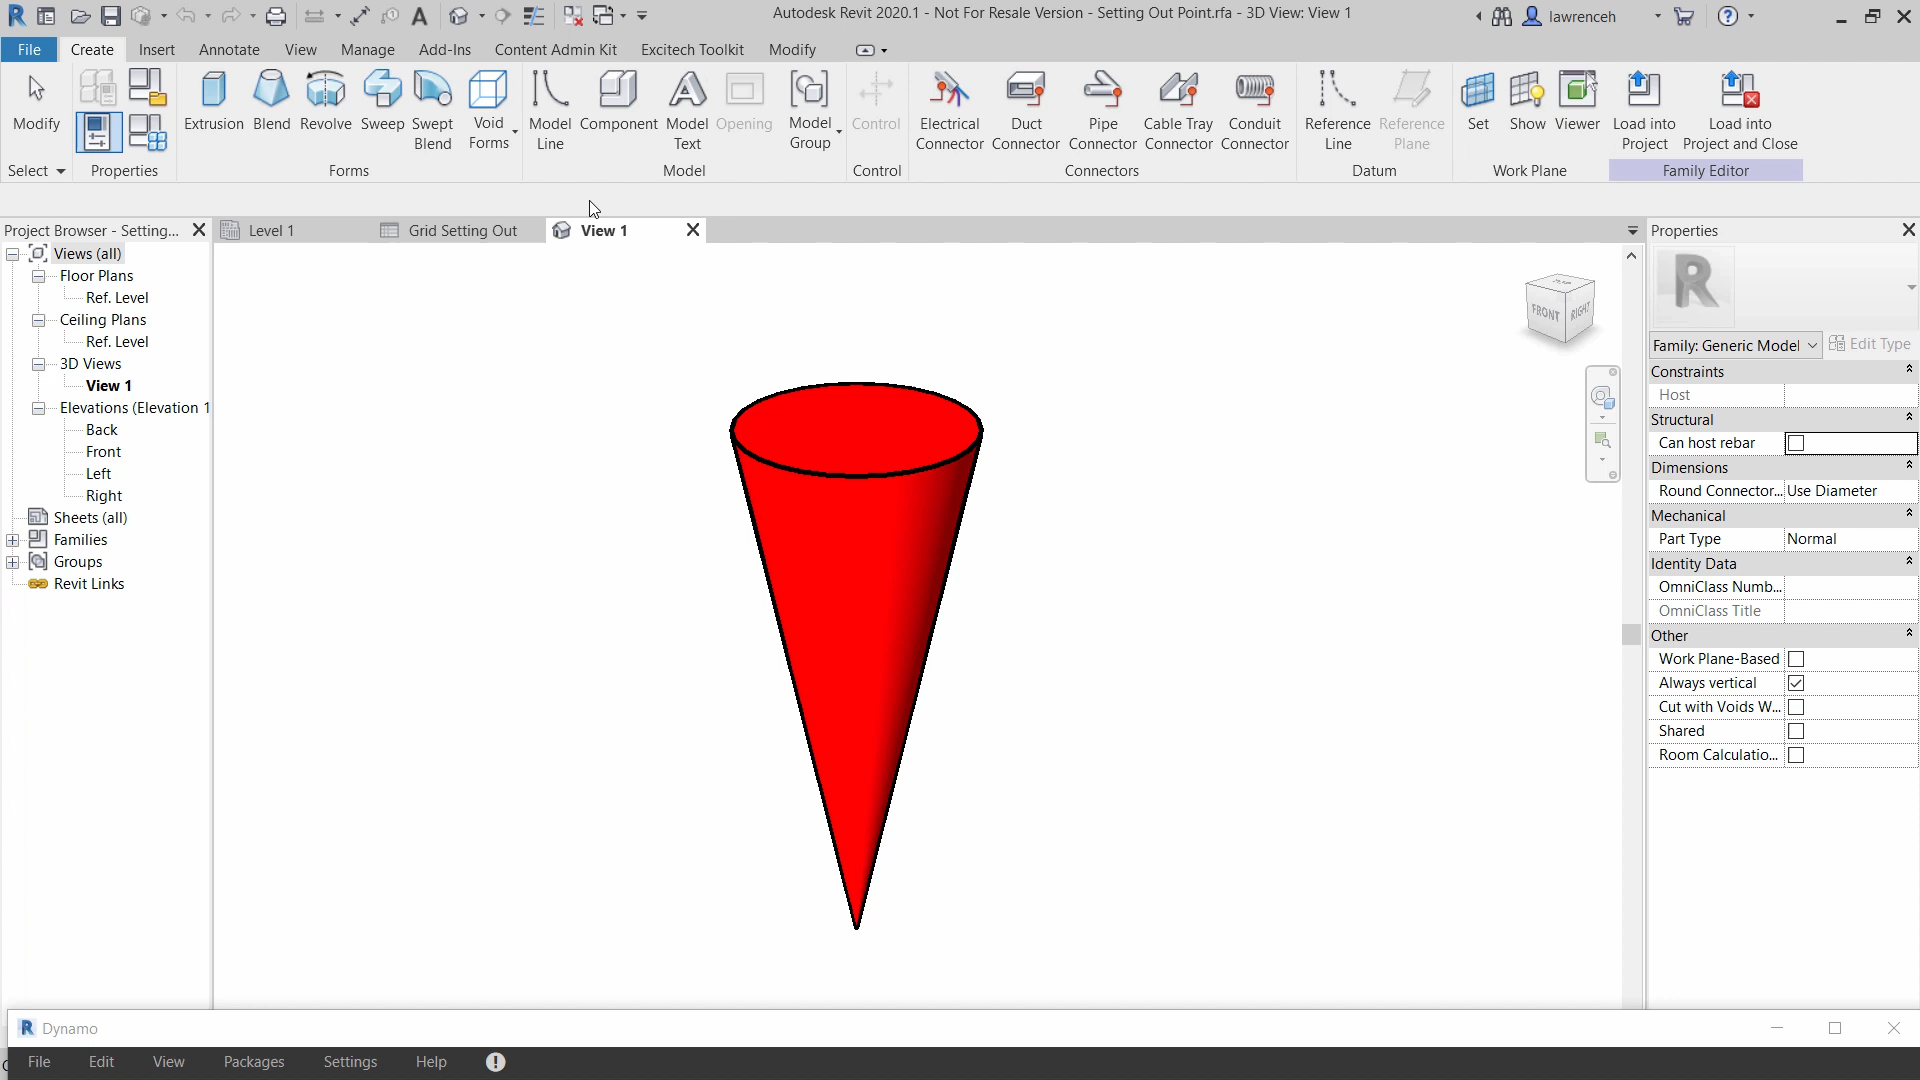 Autodesk Revit 2020.1 - Not For Resale Version - Setting Out Point.rfa - 3D View: View 1
lawrenceh
File Create Insert Annotate View Manage Add-Ins Content Admin Kit Excitech Toolkit Modify
Modify
Extrusion Blend Revolve Sweep Swept Blend Void Forms
Model Line Component Model Text Opening Model Group
Control
Electrical Connector Duct Connector Pipe Connector Cable Tray Connector Conduit Connector
Reference Line Reference Plane
Set Show Viewer
Load into Project Load into Project and Close
Select Properties Forms Model Control Connectors Datum Work Plane Family Editor
Project Browser - Setting...
Level 1 Grid Setting Out View 1
Properties
Views (all)
Floor Plans
Ref. Level
Ceiling Plans
Ref. Level
3D Views
View 1
Elevations (Elevation 1
Back
Front
Left
Right
Sheets (all)
Families
Groups
Revit Links
FRONT RIGHT
Family: Generic Model Edit Type
Constraints
Host
Structural
Can host rebar
Dimensions
Round Connector... Use Diameter
Mechanical
Part Type Normal
Identity Data
OmniClass Numb...
OmniClass Title
Other
Work Plane-Based
Always vertical
Cut with Voids W...
Shared
Room Calculatio...
Dynamo
File Edit View Packages Settings Help